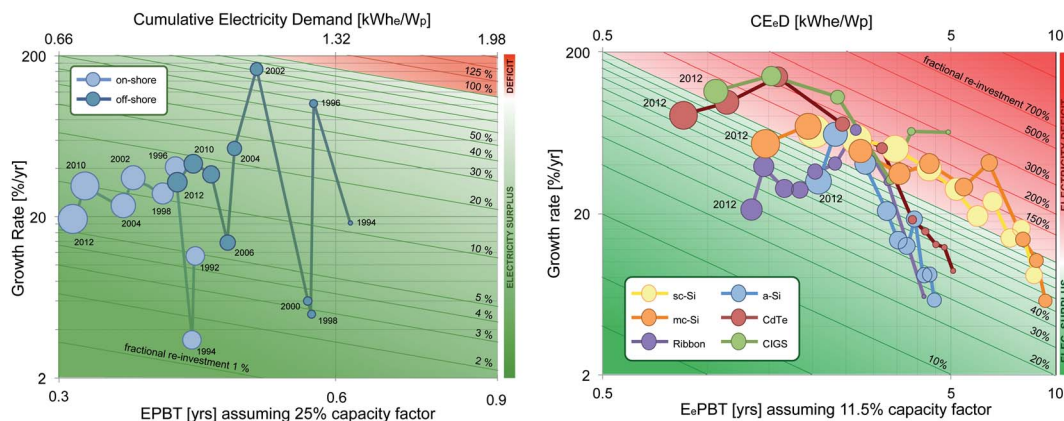 Cumulative Electricity Demand [kWhe/Wp]
0.66 1.32 1.98
200
20
2
Growth Rate [%/yr]
on-shore
off-shore
2002
1996
125 %
100 %
50 %
40 %
30 %
20 %
10 %
5 %
4 %
3 %
2 %
DEFICIT
ELECTRICITY SURPLUS
2010
2002
1996
2010
2004
2012
1998
2004
2012
1994
2006
1992
2000
1998
1994
fractional re-investment 1 %
0.3 0.6 0.9
EPBT [yrs] assuming 25% capacity factor
CEeD [kWhe/Wp]
0.5 5 10
200
20
2
Growth rate [%/yr]
fractional re-investment 700%
500%
300%
200%
150%
40%
30%
20%
10%
2012
2012
2012
2012
2012
sc-Si
a-Si
mc-Si
CdTe
Ribbon
CIGS
0.5 5 10
EePBT [yrs] assuming 11.5% capacity factor